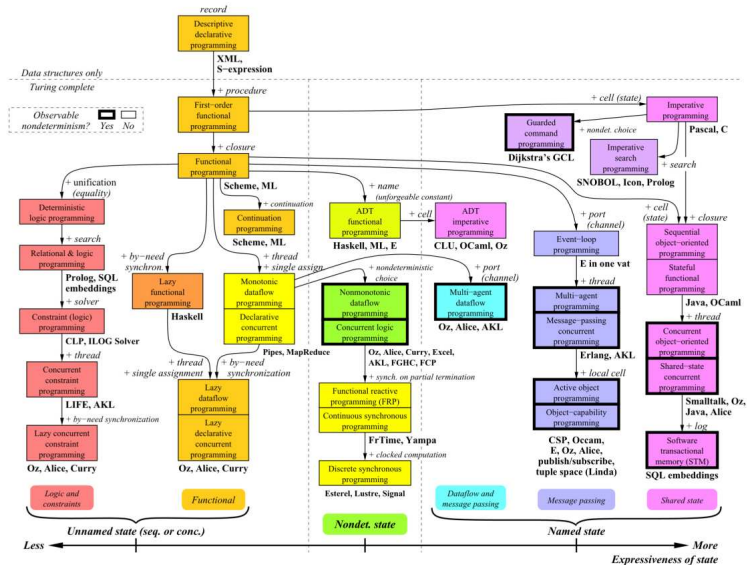 record
Descriptive
declarative
programming
XML,
S−expression
Data structures only
Turing complete
+ procedure
Observable
nondeterminism?
Yes
No
First−order
functional
programming
+ cell (state)
Imperative
programming
Pascal, C
+ nondet. choice
Guarded
command
programming
Dijkstra's GCL
Imperative
search programming
SNOBOL, Icon, Prolog
+ search
+ closure
Functional
programming
Scheme, ML
+ unification
(equality)
Deterministic
logic programming
+ search
Relational & logic
programming
Prolog, SQL
embeddings
+ solver
Constraint (logic)
programming
CLP, ILOG Solver
+ thread
Concurrent
constraint
programming
LIFE, AKL
+ by−need synchronization
Lazy concurrent
constraint
programming
Oz, Alice, Curry
+ continuation
Continuation
programming
Scheme, ML
+ by−need
synchron.
Lazy
functional
programming
Haskell
+ thread
+ single assign.
Monotonic
dataflow
programming
Declarative
concurrent
programming
Pipes, MapReduce
+ thread
+ single assignment
+ by−need
synchronization
Lazy
dataflow
programming
Lazy
declarative
concurrent
programming
Oz, Alice, Curry
+ name
(unforgeable constant)
ADT
functional
programming
Haskell, ML, E
+ cell
ADT
imperative
programming
CLU, OCaml, Oz
+ nondeterministic
choice
Nonmonotonic
dataflow
programming
Concurrent logic
programming
Oz, Alice, Curry, Excel,
AKL, FGHC, FCP
+ synch. on partial termination
Functional reactive
programming (FRP)
Continuous synchronous
programming
FrTime, Yampa
+ clocked computation
Discrete synchronous
programming
Esterel, Lustre, Signal
+ port
(channel)
Multi−agent
dataflow
programming
Oz, Alice, AKL
+ port
(channel)
Event−loop
programming
E in one vat
+ thread
Multi−agent
programming
Message−passing
concurrent
programming
Erlang, AKL
+ local cell
Active object
programming
Object−capability
programming
CSP, Occam,
E, Oz, Alice,
publish/subscribe,
tuple space (Linda)
+ cell
(state)
+ closure
Sequential
object−oriented
programming
Stateful
functional
programming
Java, OCaml
+ thread
Concurrent
object−oriented
programming
Shared−state
concurrent
programming
Smalltalk, Oz,
Java, Alice
+ log
Software
transactional
memory (STM)
SQL embeddings
Logic and
constraints
Functional
Dataflow and
message passing
Message passing
Shared state
Unnamed state (seq. or conc.)
Nondet. state
Named state
Less
More
Expressiveness of state